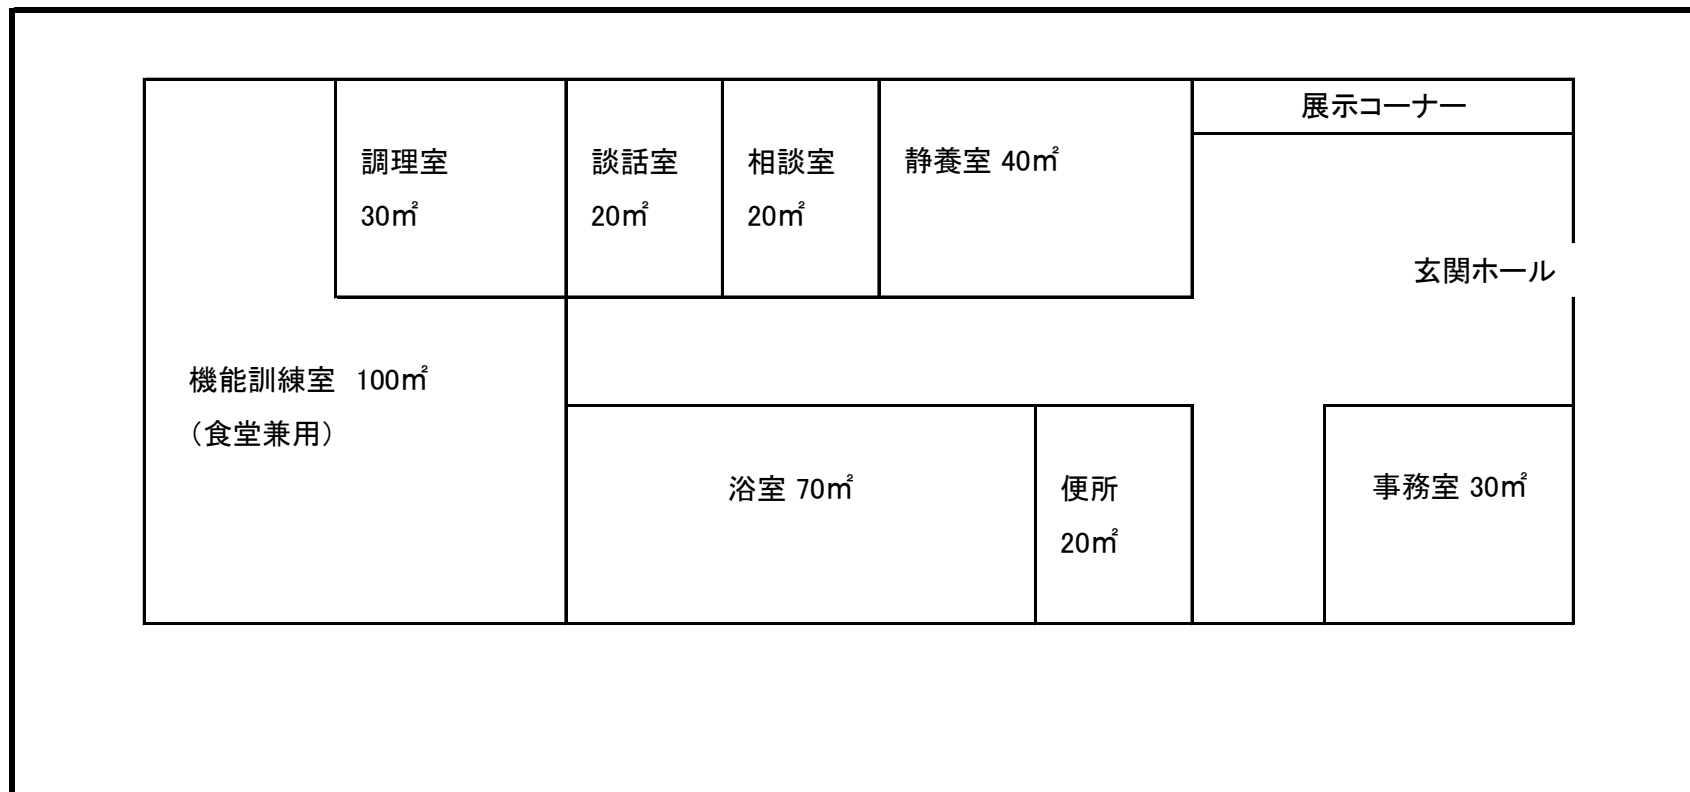 展示コーナー
調理室
30㎡
談話室
20㎡
相談室
20㎡
静養室 40㎡
玄関ホール
機能訓練室 100㎡
(食堂兼用)
浴室 70㎡
便所
20㎡
事務室 30㎡